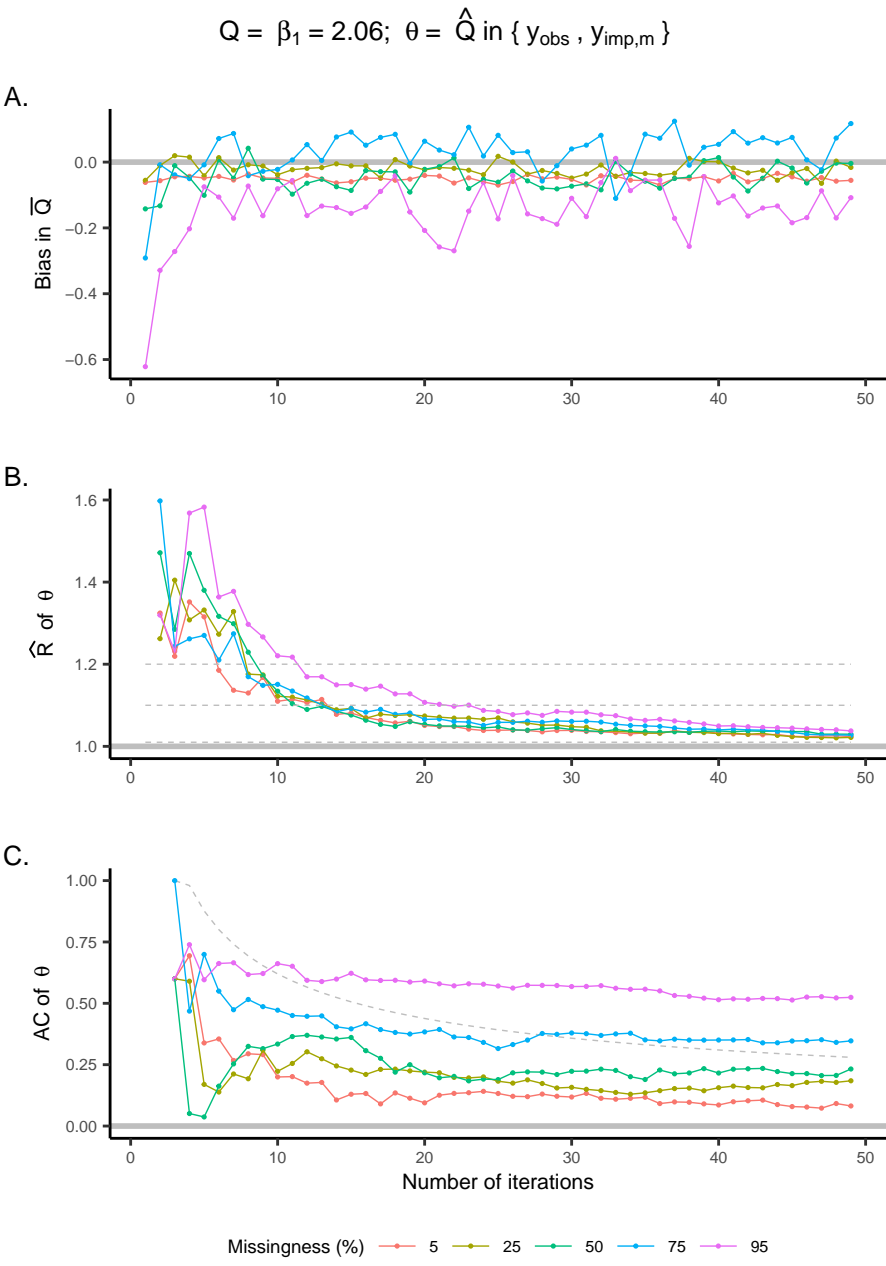 Q = β₁ = 2.06; θ = Q̂ in { y_obs , y_imp,m }
A.
Bias in Q̅
0.0
−0.2
−0.4
−0.6
0 10 20 30 40 50
B.
R̂ of θ
1.6
1.4
1.2
1.0
0 10 20 30 40 50
C.
AC of θ
1.00
0.75
0.50
0.25
0.00
0 10 20 30 40 50
Number of iterations
Missingness (%) 5 25 50 75 95